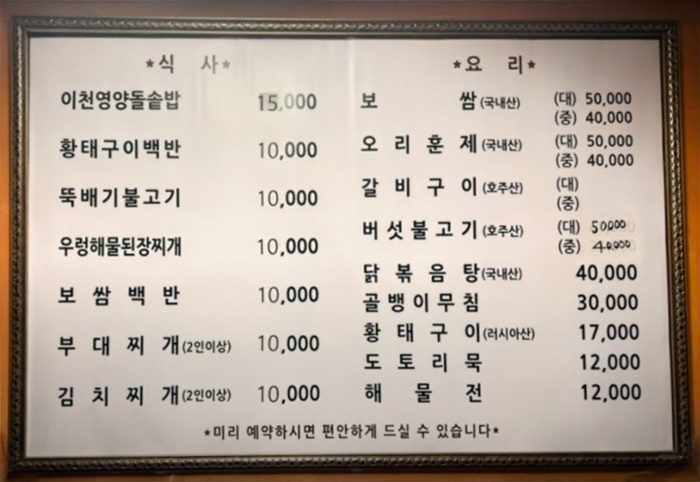 *식 사*
이천영양돌솥밥 15,000
황태구이백반 10,000
뚝배기불고기 10,000
우렁해물된장찌개 10,000
보쌈백반 10,000
부대찌개(2인이상) 10,000
김치찌개(2인이상) 10,000
*요 리*
보 쌈(국내산) (대) 50,000
(중) 40,000
오리훈제(국내산) (대) 50,000
(중) 40,000
갈비구이(호주산) (대)
(중)
버섯불고기(호주산) (대) 50000
(중) 40000
닭볶음탕(국내산) 40,000
골뱅이무침 30,000
황태구이(러시아산) 17,000
도토리묵 12,000
해물전 12,000
*미리 예약하시면 편안하게 드실 수 있습니다*